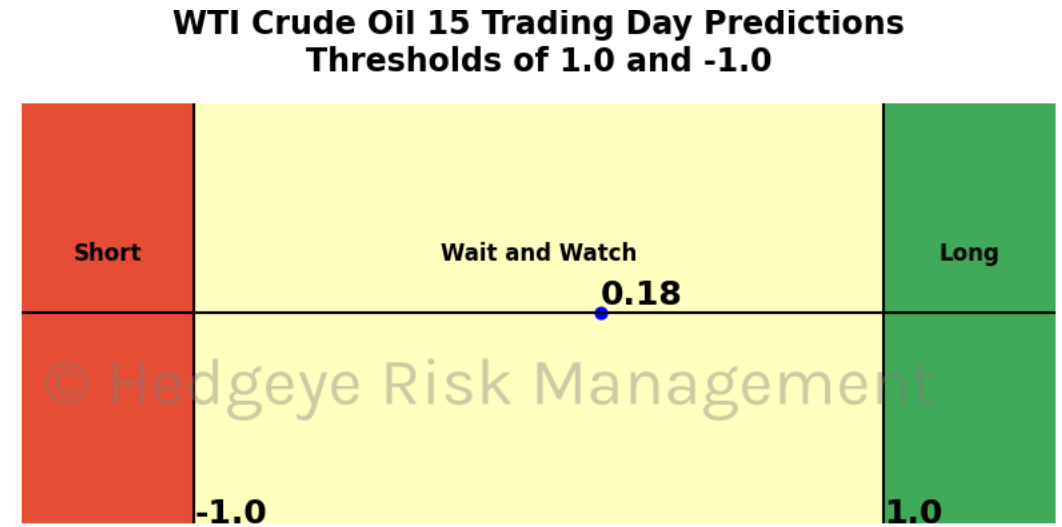 WTI Crude Oil 15 Trading Day Predictions
Thresholds of 1.0 and -1.0
Short
Wait and Watch
Long
0.18
© Hedgeye Risk Management
-1.0
1.0